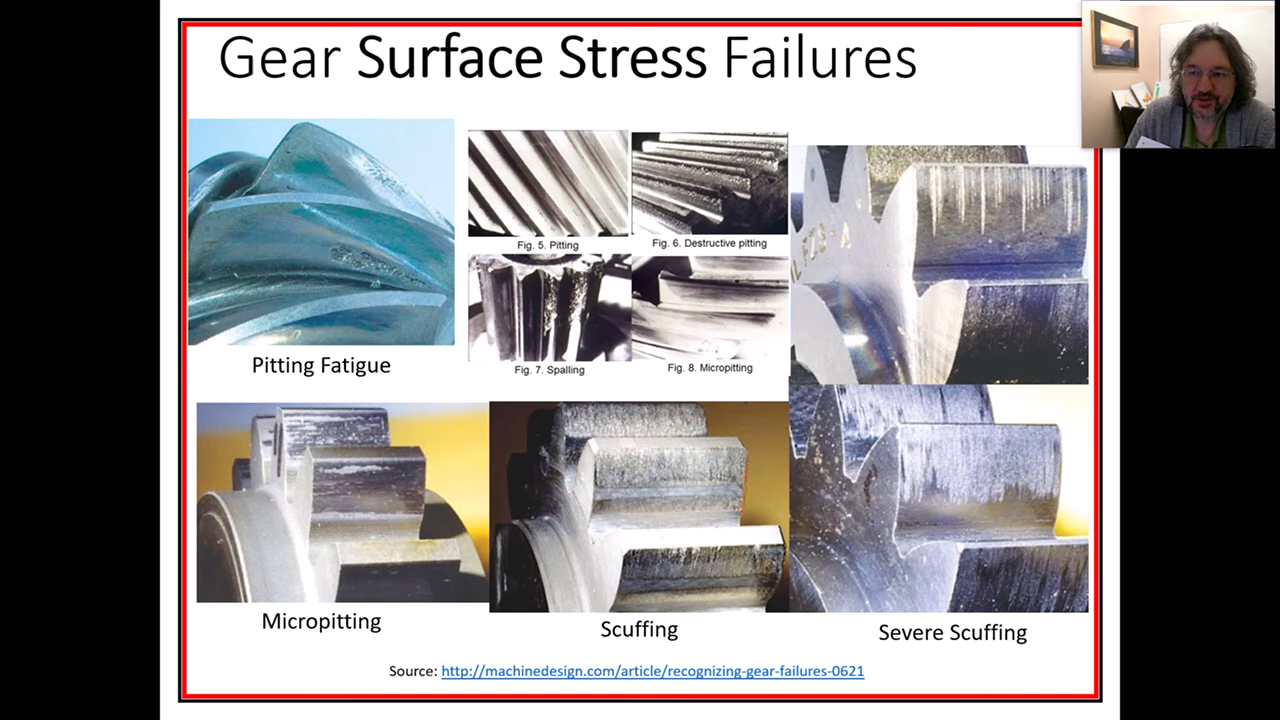 Gear Surface Stress Failures
Fig. 5. Pitting
Fig. 6. Destructive pitting
Fig. 7. Spalling
Fig. 8. Micropitting
Pitting Fatigue
Micropitting
Scuffing
Severe Scuffing
Source: http://machinedesign.com/article/recognizing-gear-failures-0621